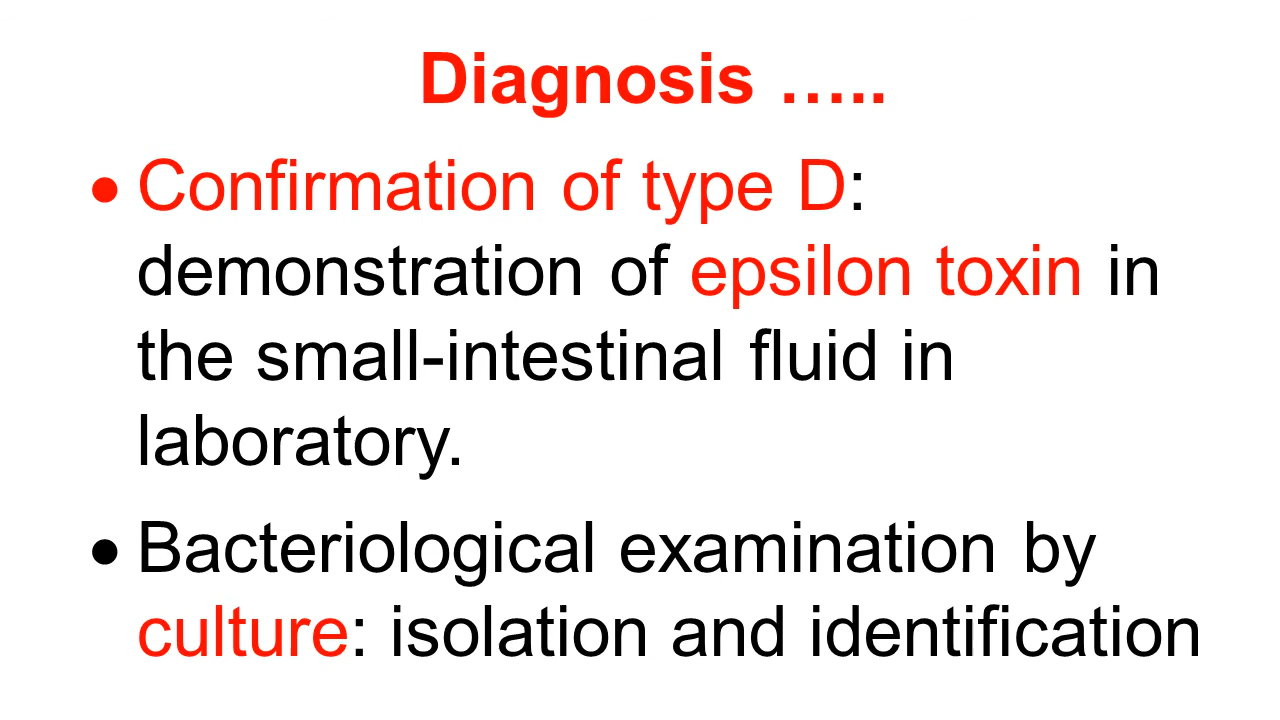 Diagnosis …..
• Confirmation of type D:
demonstration of epsilon toxin in
the small-intestinal fluid in
laboratory.
• Bacteriological examination by
culture: isolation and identification